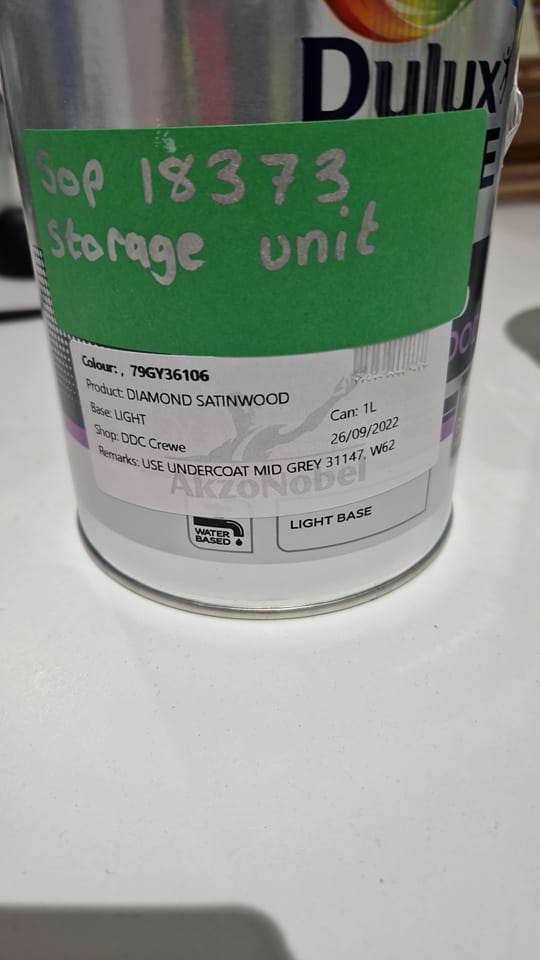 Dulux
E
Sop 18373
storage unit
Colour: , 79GY36106
Product: DIAMOND SATINWOOD
Base: LIGHT
Can: 1L
Shop: DDC Crewe
26/09/2022
Remarks: USE UNDERCOAT MID GREY 31147, W62
AkzoNobel
WATER
BASED
LIGHT BASE